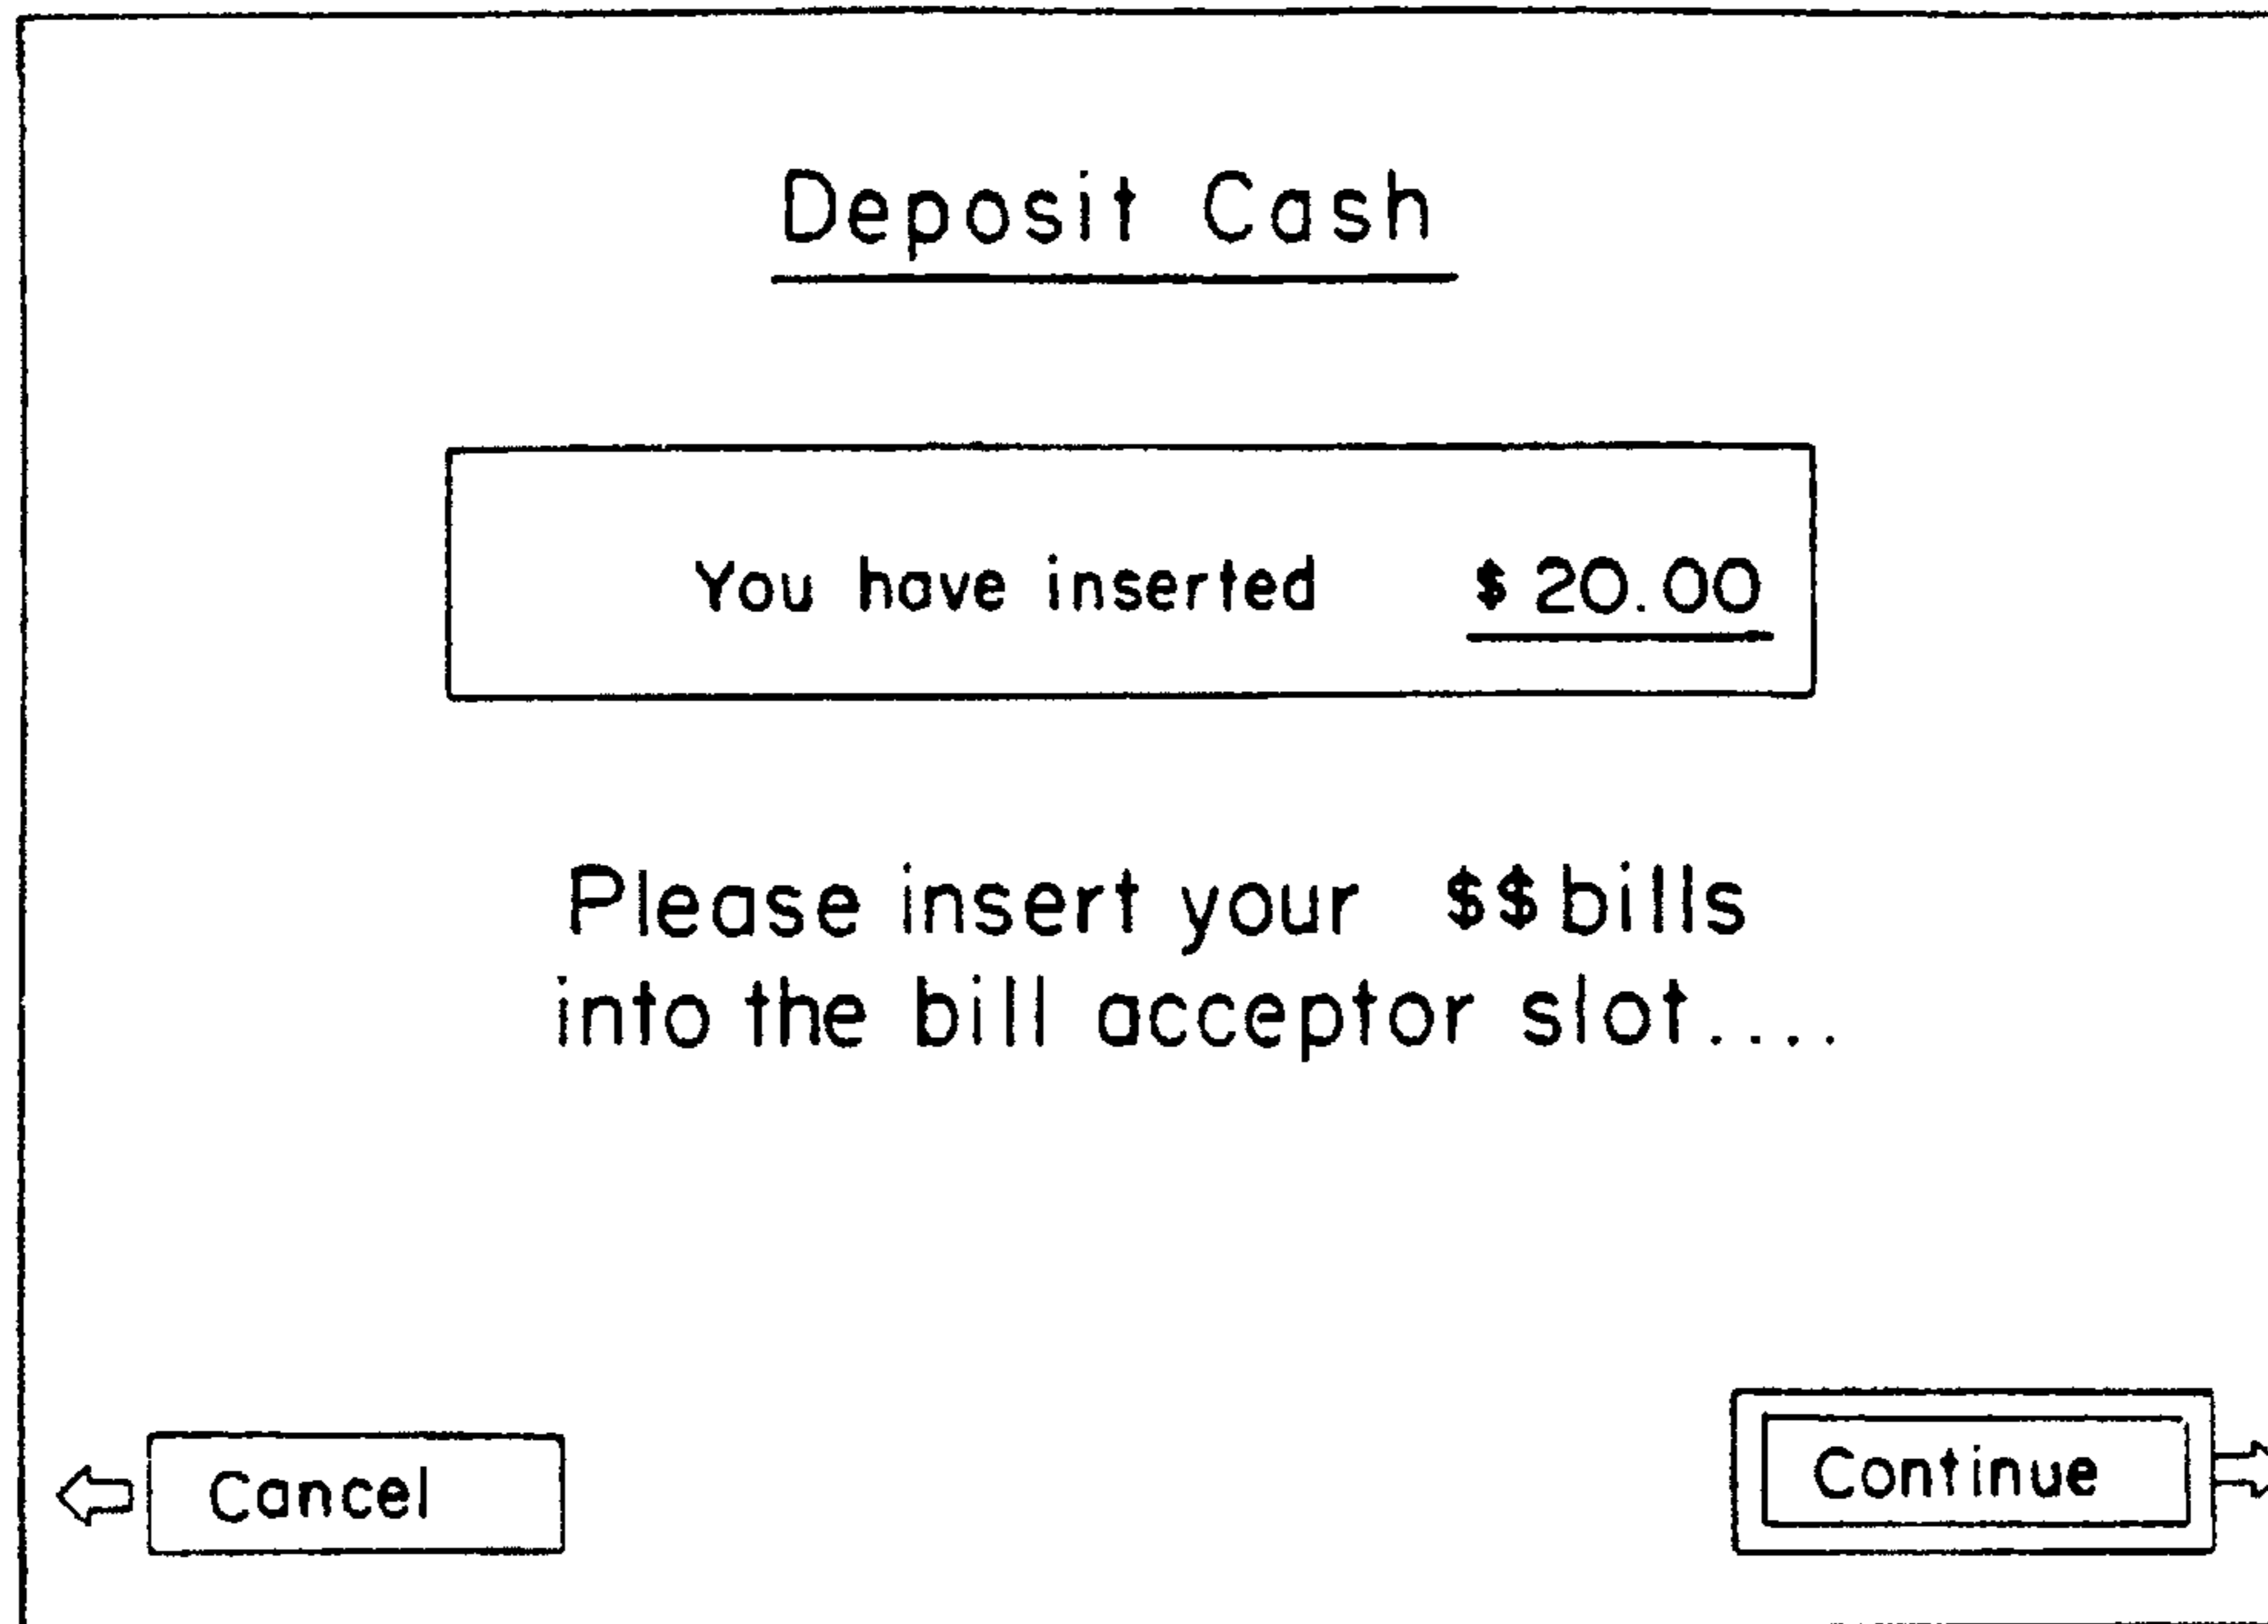 Deposit Cash
You have inserted $ 20.00
Please insert your $$ bills
into the bill acceptor slot....
Cancel
Continue